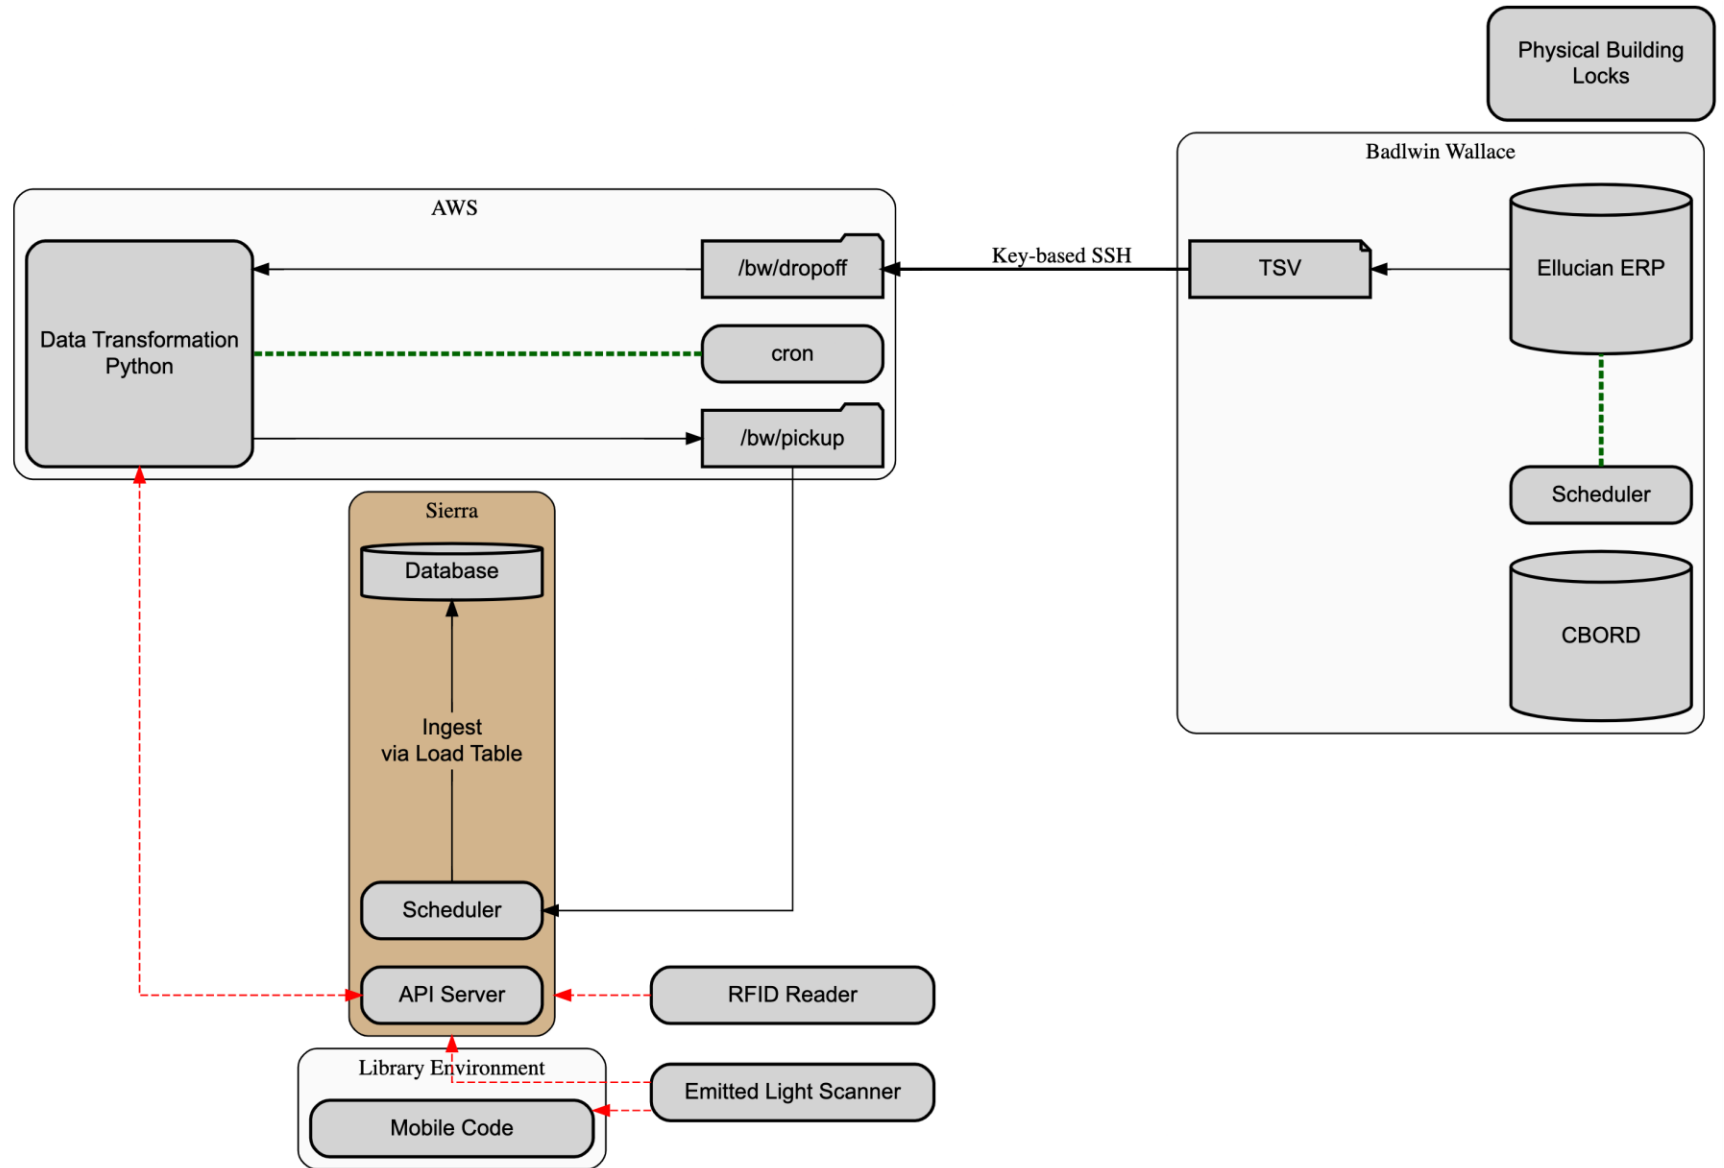 Physical Building
Locks
Badlwin Wallace
AWS
/bw/dropoff
Key-based SSH
TSV
Ellucian ERP
Data Transformation
Python
cron
/bw/pickup
Scheduler
Sierra
Database
CBORD
Ingest
via Load Table
Scheduler
API Server
RFID Reader
Library Environment
Emitted Light Scanner
Mobile Code